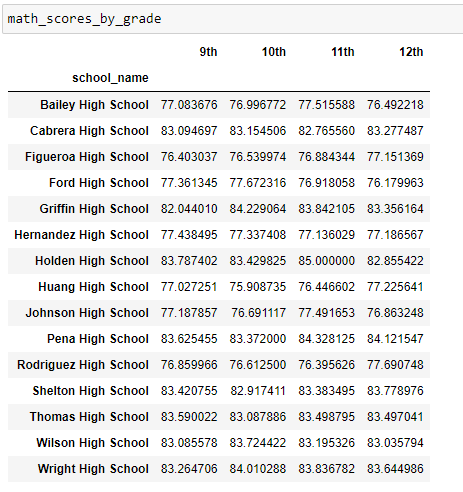 math_scores_by_grade
9th 10th 11th 12th
school_name
Bailey High School 77.083676 76.996772 77.515588 76.492218
Cabrera High School 83.094697 83.154506 82.765560 83.277487
Figueroa High School 76.403037 76.539974 76.884344 77.151369
Ford High School 77.361345 77.672316 76.918058 76.179963
Griffin High School 82.044010 84.229064 83.842105 83.356164
Hernandez High School 77.438495 77.337408 77.136029 77.186567
Holden High School 83.787402 83.429825 85.000000 82.855422
Huang High School 77.027251 75.908735 76.446602 77.225641
Johnson High School 77.187857 76.691117 77.491653 76.863248
Pena High School 83.625455 83.372000 84.328125 84.121547
Rodriguez High School 76.859966 76.612500 76.395626 77.690748
Shelton High School 83.420755 82.917411 83.383495 83.778976
Thomas High School 83.590022 83.087886 83.498795 83.497041
Wilson High School 83.085578 83.724422 83.195326 83.035794
Wright High School 83.264706 84.010288 83.836782 83.644986